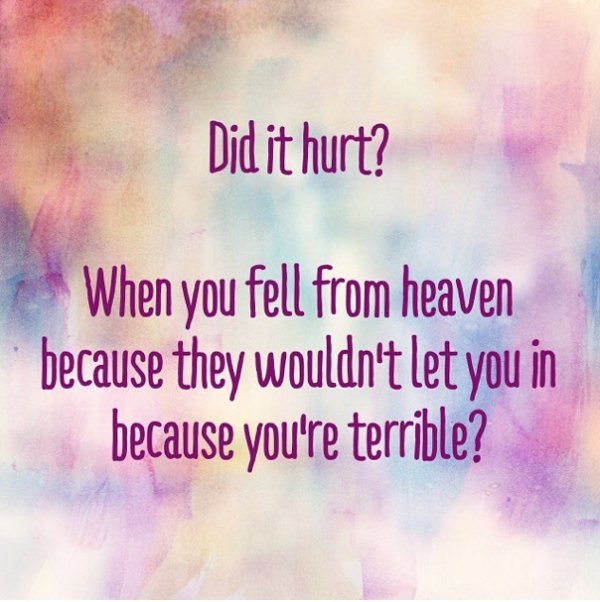 Did it hurt?
When you fell from heaven
because they wouldn't let you in
because you're terrible?